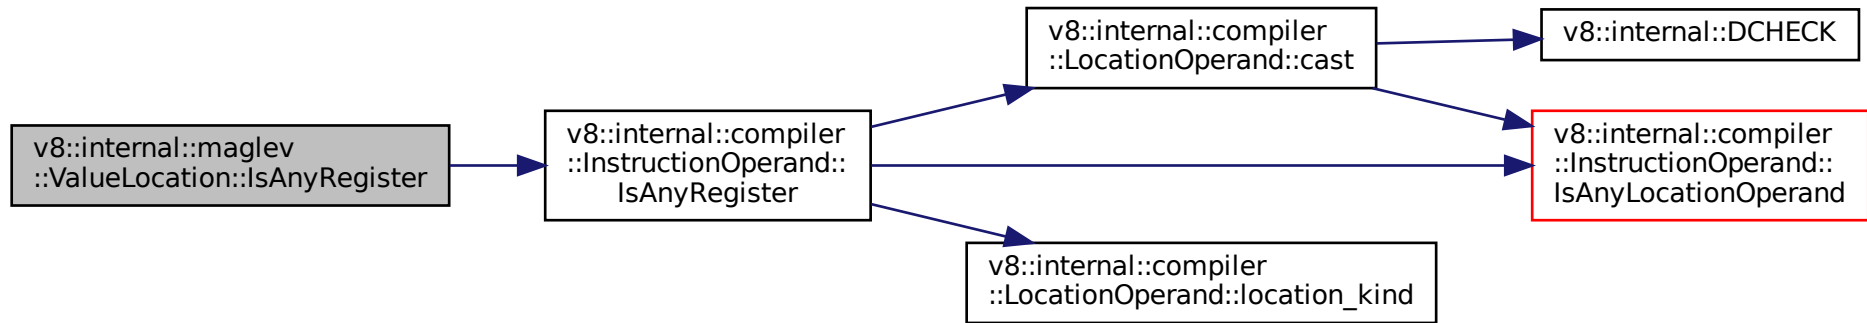 v8::internal::maglev
::ValueLocation::IsAnyRegister
v8::internal::compiler
::InstructionOperand::
IsAnyRegister
v8::internal::compiler
::LocationOperand::cast
v8::internal::DCHECK
v8::internal::compiler
::InstructionOperand::
IsAnyLocationOperand
v8::internal::compiler
::LocationOperand::location_kind